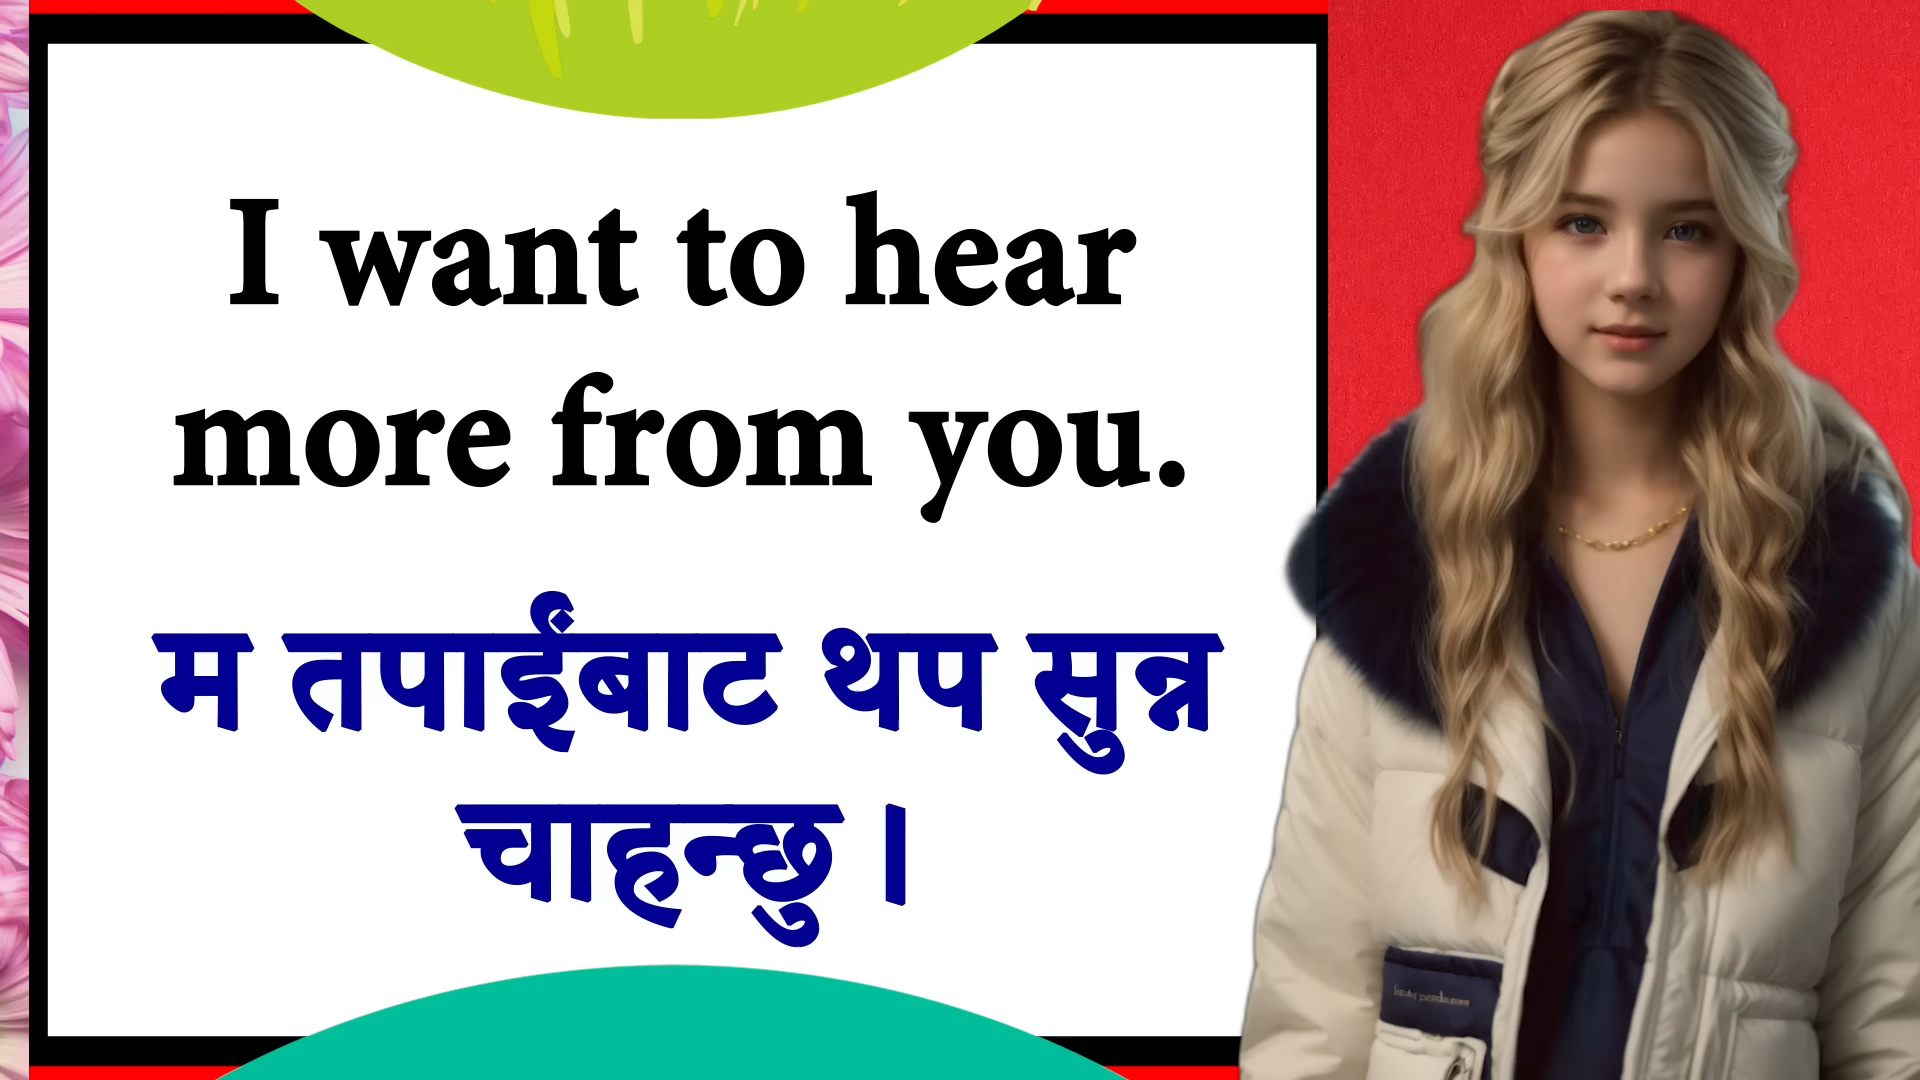 I want to hear
more from you.
म तपाईंबाट थप सुन्न
चाहन्छु ।